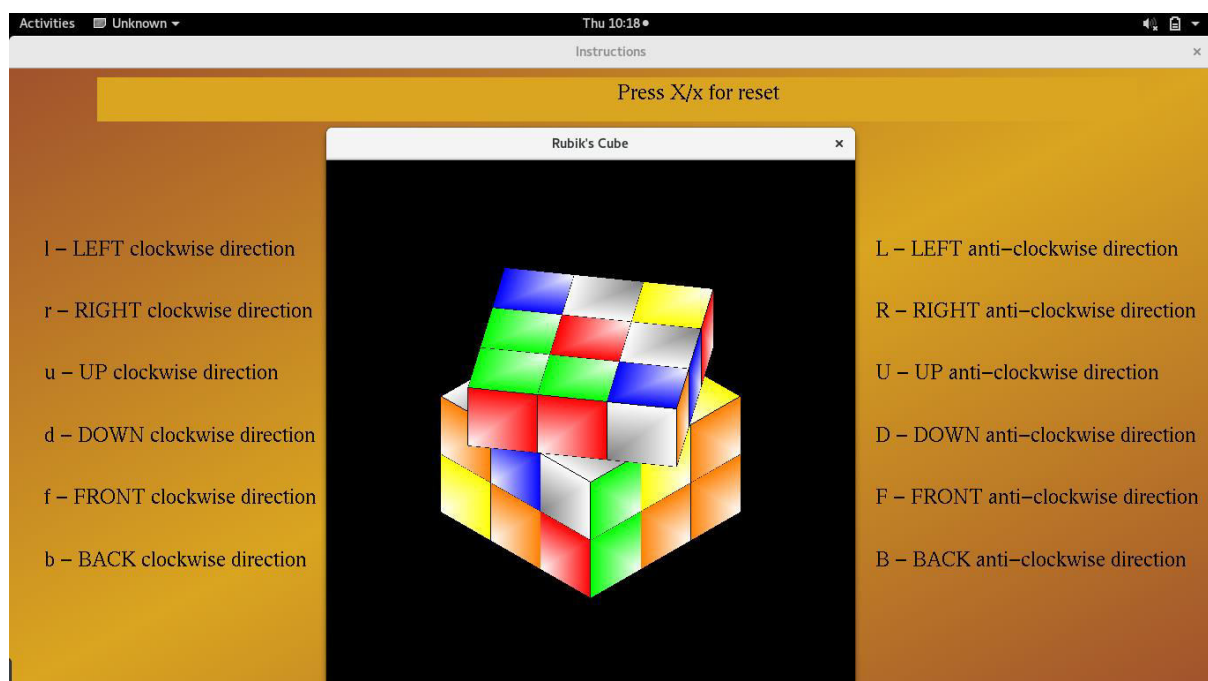 Activities Unknown Thu 10:18
Instructions
Press X/x for reset
Rubik's Cube
l – LEFT clockwise direction
L – LEFT anti–clockwise direction
r – RIGHT clockwise direction
R – RIGHT anti–clockwise direction
u – UP clockwise direction
U – UP anti–clockwise direction
d – DOWN clockwise direction
D – DOWN anti–clockwise direction
f – FRONT clockwise direction
F – FRONT anti–clockwise direction
b – BACK clockwise direction
B – BACK anti–clockwise direction